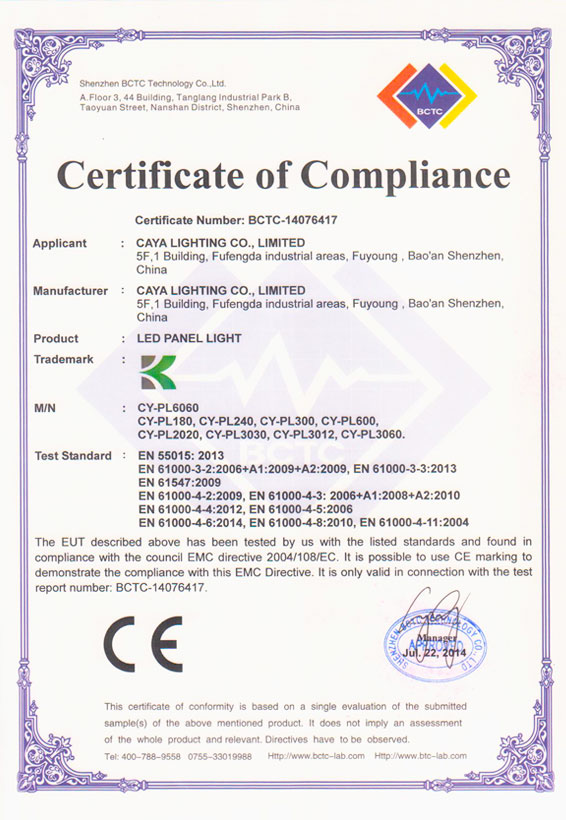 Shenzhen BCTC Technology Co.,Ltd.
A.Floor 3, 44 Building, Tanglang Industrial Park B,
Taoyuan Street, Nanshan District, Shenzhen, China
BCTC
Certificate of Compliance
Certificate Number: BCTC-14076417
Applicant : CAYA LIGHTING CO., LIMITED
5F,1 Building, Fufengda industrial areas, Fuyoung , Bao'an Shenzhen,
China
Manufacturer : CAYA LIGHTING CO., LIMITED
5F,1 Building, Fufengda industrial areas, Fuyoung , Bao'an Shenzhen,
China
Product : LED PANEL LIGHT
Trademark :
M/N : CY-PL6060
CY-PL180, CY-PL240, CY-PL300, CY-PL600,
CY-PL2020, CY-PL3030, CY-PL3012, CY-PL3060.
BCTC
Test Standard : EN 55015: 2013
EN 61000-3-2:2006+A1:2009+A2:2009, EN 61000-3-3:2013
EN 61547:2009
EN 61000-4-2:2009, EN 61000-4-3: 2006+A1:2008+A2:2010
EN 61000-4-4:2012, EN 61000-4-5:2006
EN 61000-4-6:2014, EN 61000-4-8:2010, EN 61000-4-11:2004
The EUT described above has been tested by us with the listed standards and found in
compliance with the council EMC directive 2004/108/EC. It is possible to use CE marking to
demonstrate the compliance with this EMC Directive. It is only valid in connection with the test
report number: BCTC-14076417.
CE
SHENZHEN BCTC TECHNOLOGY CO., LTD
APPROVED
Manager
Jul. 22, 2014
This certificate of conformity is based on a single evaluation of the submitted
sample(s) of the above mentioned product. It does not imply an assessment
of the whole product and relevant. Directives have to be observed.
Tel: 400-788-9558 0755-33019988 Http://www.bctc-lab.com Http://www.btc-lab.com